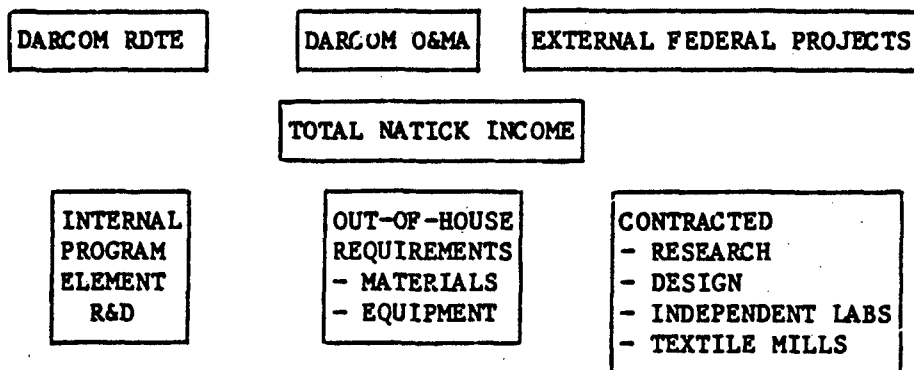 DARCOM RDTE
DARCOM O&MA
EXTERNAL FEDERAL PROJECTS
TOTAL NATICK INCOME
INTERNAL
PROGRAM
ELEMENT
R&D
OUT-OF-HOUSE
REQUIREMENTS
- MATERIALS
- EQUIPMENT
CONTRACTED
- RESEARCH
- DESIGN
- INDEPENDENT LABS
- TEXTILE MILLS